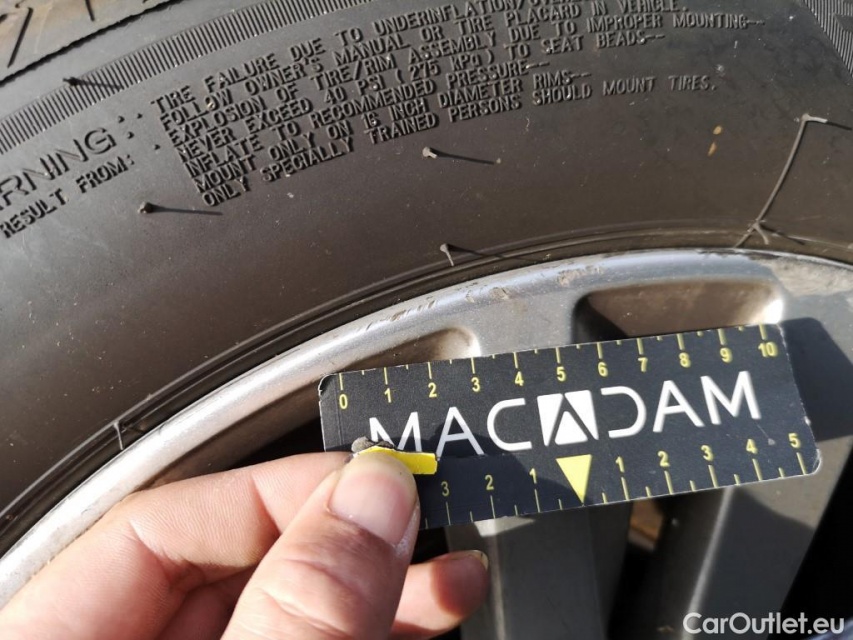 TIRE FAILURE DUE TO UNDERINFLATION/
FOLLOW OWNER'S MANUAL OR TIRE PLACARD IN VEHICLE.
EXPLOSION OF TIRE/RIM ASSEMBLY DUE TO IMPROPER MOUNTING--
NEVER EXCEED 40 PSI (275 KPa) TO SEAT BEADS--
INFLATE TO RECOMMENDED PRESSURE--
MOUNT ONLY ON 16 INCH DIAMETER RIMS--
ONLY SPECIALLY TRAINED PERSONS SHOULD MOUNT TIRES.
RNING:
RESULT FROM:
0 1 2 3 4 5 6 7 8 9 10
MACADAM
3 2 1 1 2 3 4 5
CarOutlet.eu